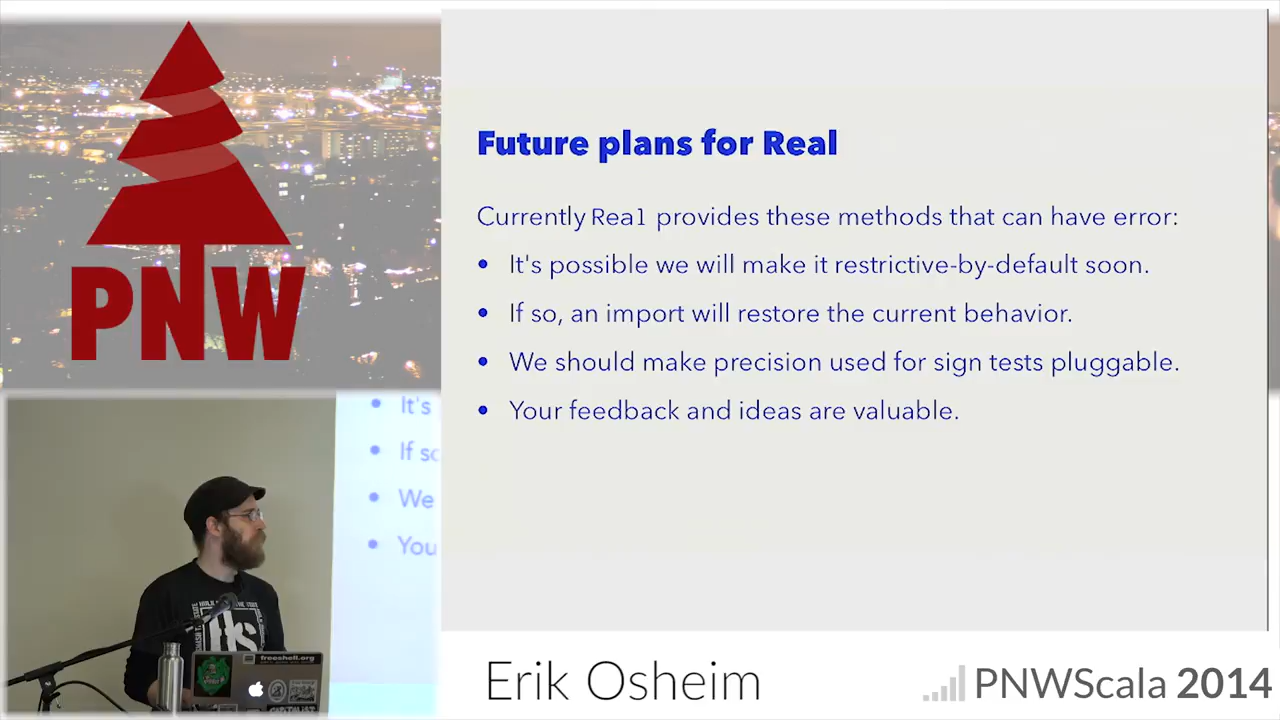 PNW
Future plans for Real
Currently Real provides these methods that can have error:
• It's possible we will make it restrictive-by-default soon.
• If so, an import will restore the current behavior.
• We should make precision used for sign tests pluggable.
• Your feedback and ideas are valuable.
• It's
• If so
• We
• You
freeshell.org
Erik Osheim
PNWScala 2014